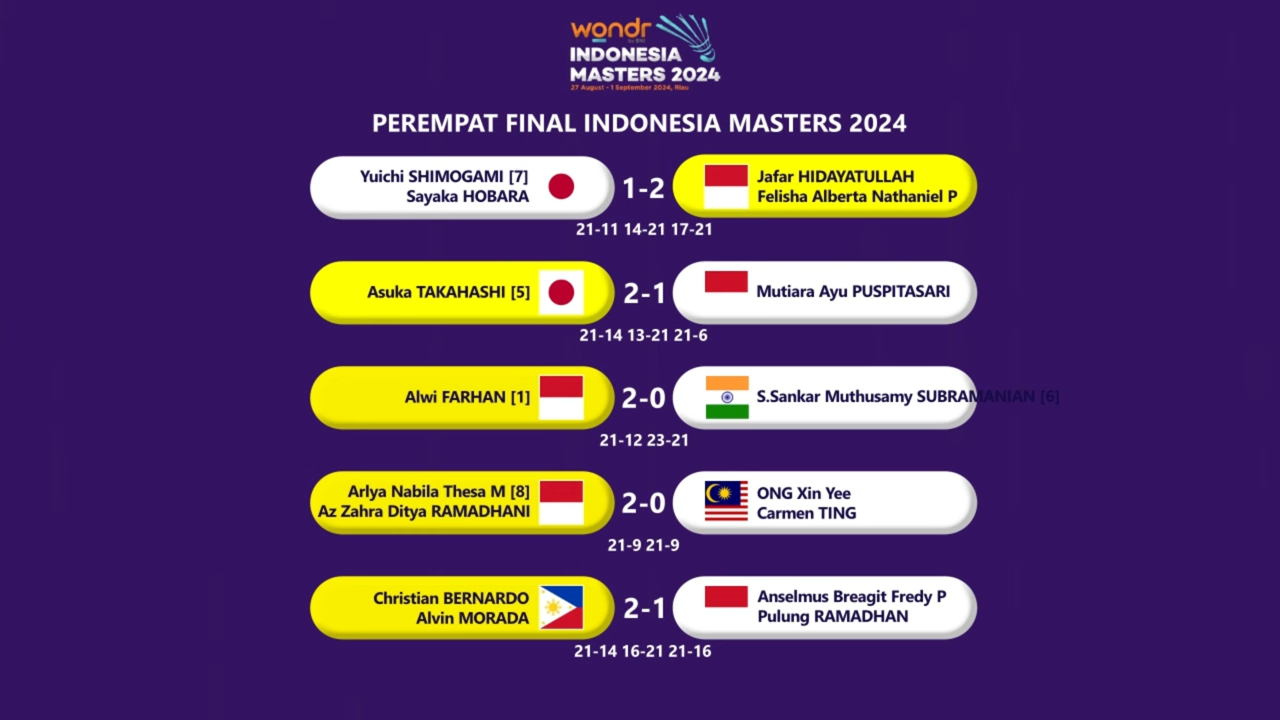 wondr
by BNI
INDONESIA
MASTERS 2024
27 August - 1 September 2024, Riau
PEREMPAT FINAL INDONESIA MASTERS 2024
Yuichi SHIMOGAMI [7]
Sayaka HOBARA
1-2
Jafar HIDAYATULLAH
Felisha Alberta Nathaniel P
21-11 14-21 17-21
Asuka TAKAHASHI [5]
2-1
Mutiara Ayu PUSPITASARI
21-14 13-21 21-6
Alwi FARHAN [1]
2-0
S.Sankar Muthusamy SUBRAMANIAN [6]
21-12 23-21
Arlya Nabila Thesa M [8]
Az Zahra Ditya RAMADHANI
2-0
ONG Xin Yee
Carmen TING
21-9 21-9
Christian BERNARDO
Alvin MORADA
2-1
Anselmus Breagit Fredy P
Pulung RAMADHAN
21-14 16-21 21-16